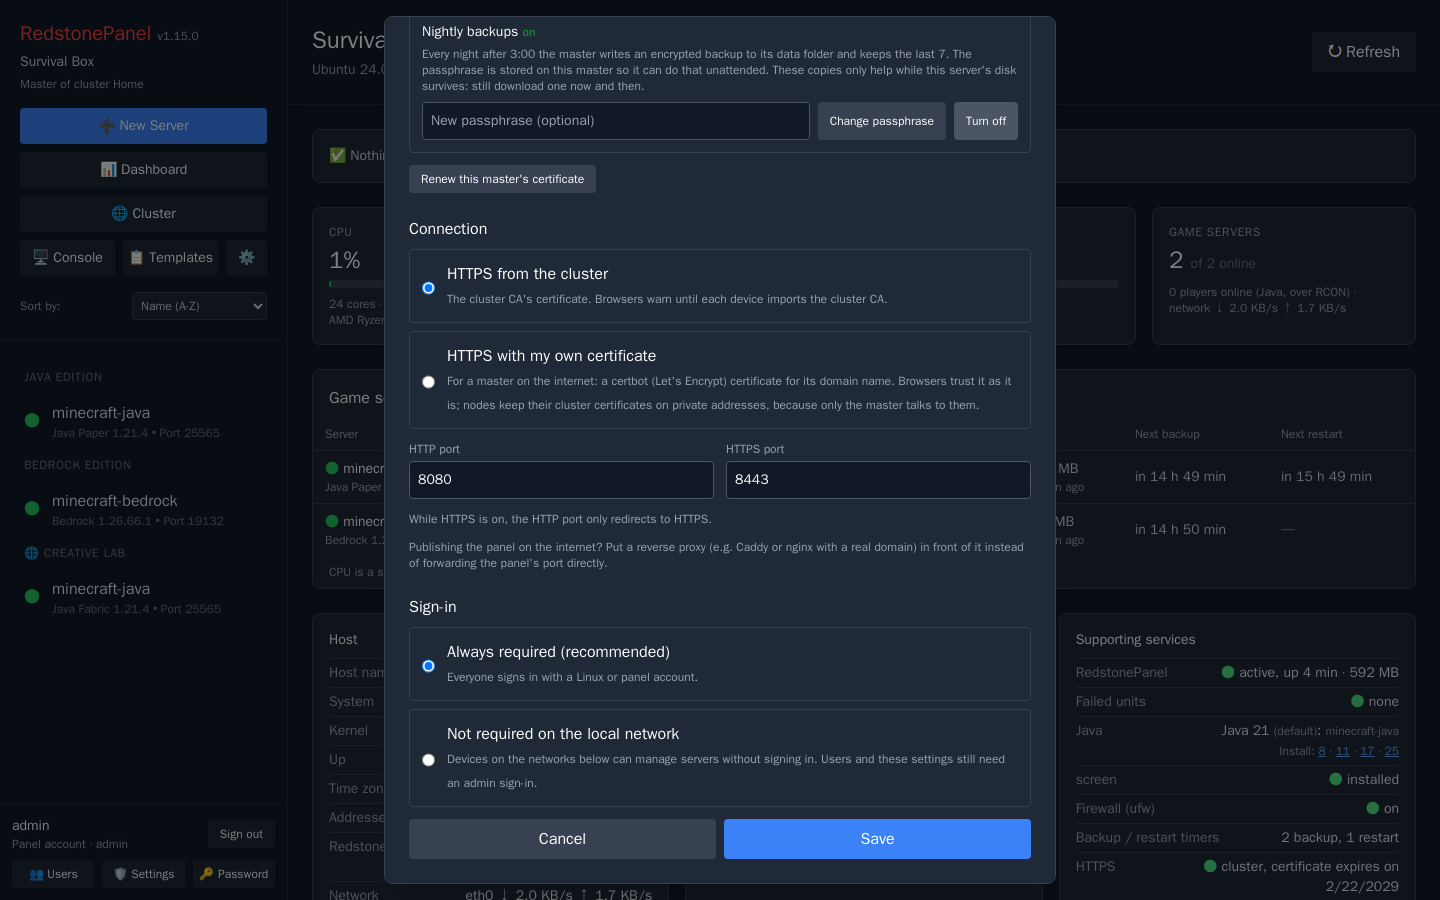 RedstonePanel v1.15.0
Survival Box
Master of cluster Home
➕ New Server
📊 Dashboard
🌐 Cluster
🖥️ Console
📋 Templates
⚙️
Sort by:
Name (A-Z)
JAVA EDITION
minecraft-java
Java Paper 1.21.4 • Port 25565
BEDROCK EDITION
minecraft-bedrock
Bedrock 1.26.66.1 • Port 19132
🌐 CREATIVE LAB
minecraft-java
Java Fabric 1.21.4 • Port 25565
admin
Panel account · admin
Sign out
👥 Users
🛡️ Settings
🔑 Password
Surviva
Ubuntu 24.0
↻ Refresh
✅ Nothin
CPU
1%
24 cores ·
AMD Ryzen
GAME SERVERS
2 of 2 online
0 players online (Java, over RCON) ·
network ↓ 2.0 KB/s ↑ 1.7 KB/s
Game se
Server
Next backup
Next restart
minecr
Java Paper
MB
n ago
in 14 h 49 min
in 15 h 49 min
minecr
Bedrock 1.2
MB
n ago
in 14 h 50 min
—
CPU is a s
Host
Host nam
System
Kernel
Up
Time zon
Addresse
Redstone
Network
eth0 ↓ 2.0 KB/s ↑ 1.7 KB/s
Nightly backups on
Every night after 3:00 the master writes an encrypted backup to its data folder and keeps the last 7. The
passphrase is stored on this master so it can do that unattended. These copies only help while this server's disk
survives: still download one now and then.
New passphrase (optional)
Change passphrase
Turn off
Renew this master's certificate
Connection
HTTPS from the cluster
The cluster CA's certificate. Browsers warn until each device imports the cluster CA.
HTTPS with my own certificate
For a master on the internet: a certbot (Let's Encrypt) certificate for its domain name. Browsers trust it as it
is; nodes keep their cluster certificates on private addresses, because only the master talks to them.
HTTP port
HTTPS port
8080
8443
While HTTPS is on, the HTTP port only redirects to HTTPS.
Publishing the panel on the internet? Put a reverse proxy (e.g. Caddy or nginx with a real domain) in front of it instead
of forwarding the panel's port directly.
Sign-in
Always required (recommended)
Everyone signs in with a Linux or panel account.
Not required on the local network
Devices on the networks below can manage servers without signing in. Users and these settings still need
an admin sign-in.
Cancel
Save
Supporting services
RedstonePanel
active, up 4 min · 592 MB
Failed units
none
Java
Java 21 (default): minecraft-java
Install: 8 · 11 · 17 · 25
screen
installed
Firewall (ufw)
on
Backup / restart timers
2 backup, 1 restart
HTTPS
cluster, certificate expires on
2/22/2029